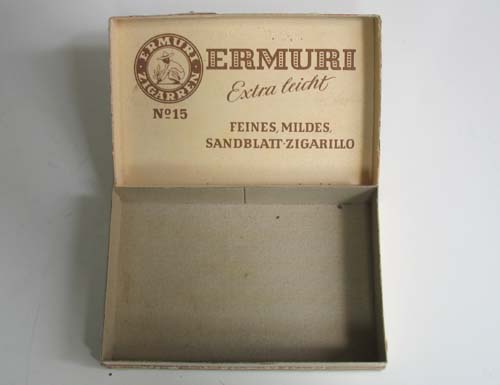 ERMURI
ZIGARREN
Nº15
ERMURI
Extra leicht
FEINES, MILDES,
SANDBLATT-ZIGARILLO